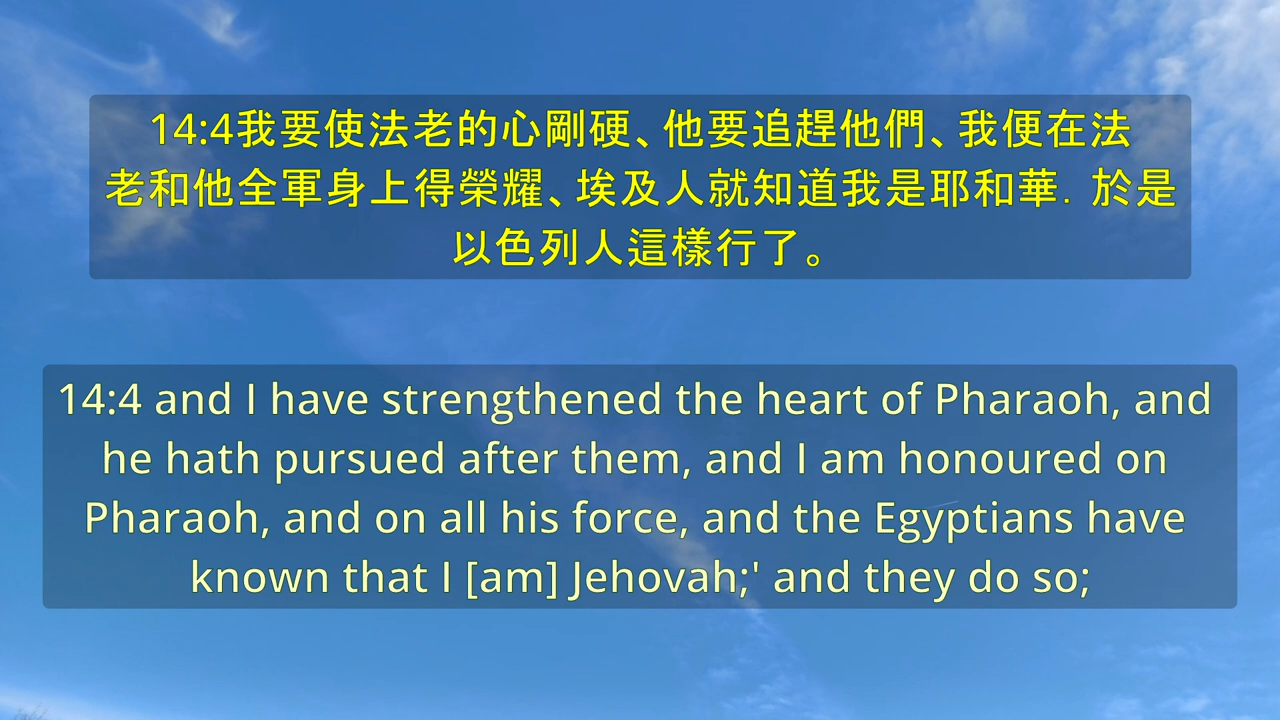 14:4我要使法老的心剛硬、他要追趕他們、我便在法
老和他全軍身上得榮耀、埃及人就知道我是耶和華．於是
以色列人這樣行了。
14:4 and I have strengthened the heart of Pharaoh, and
he hath pursued after them, and I am honoured on
Pharaoh, and on all his force, and the Egyptians have
known that I [am] Jehovah;' and they do so;